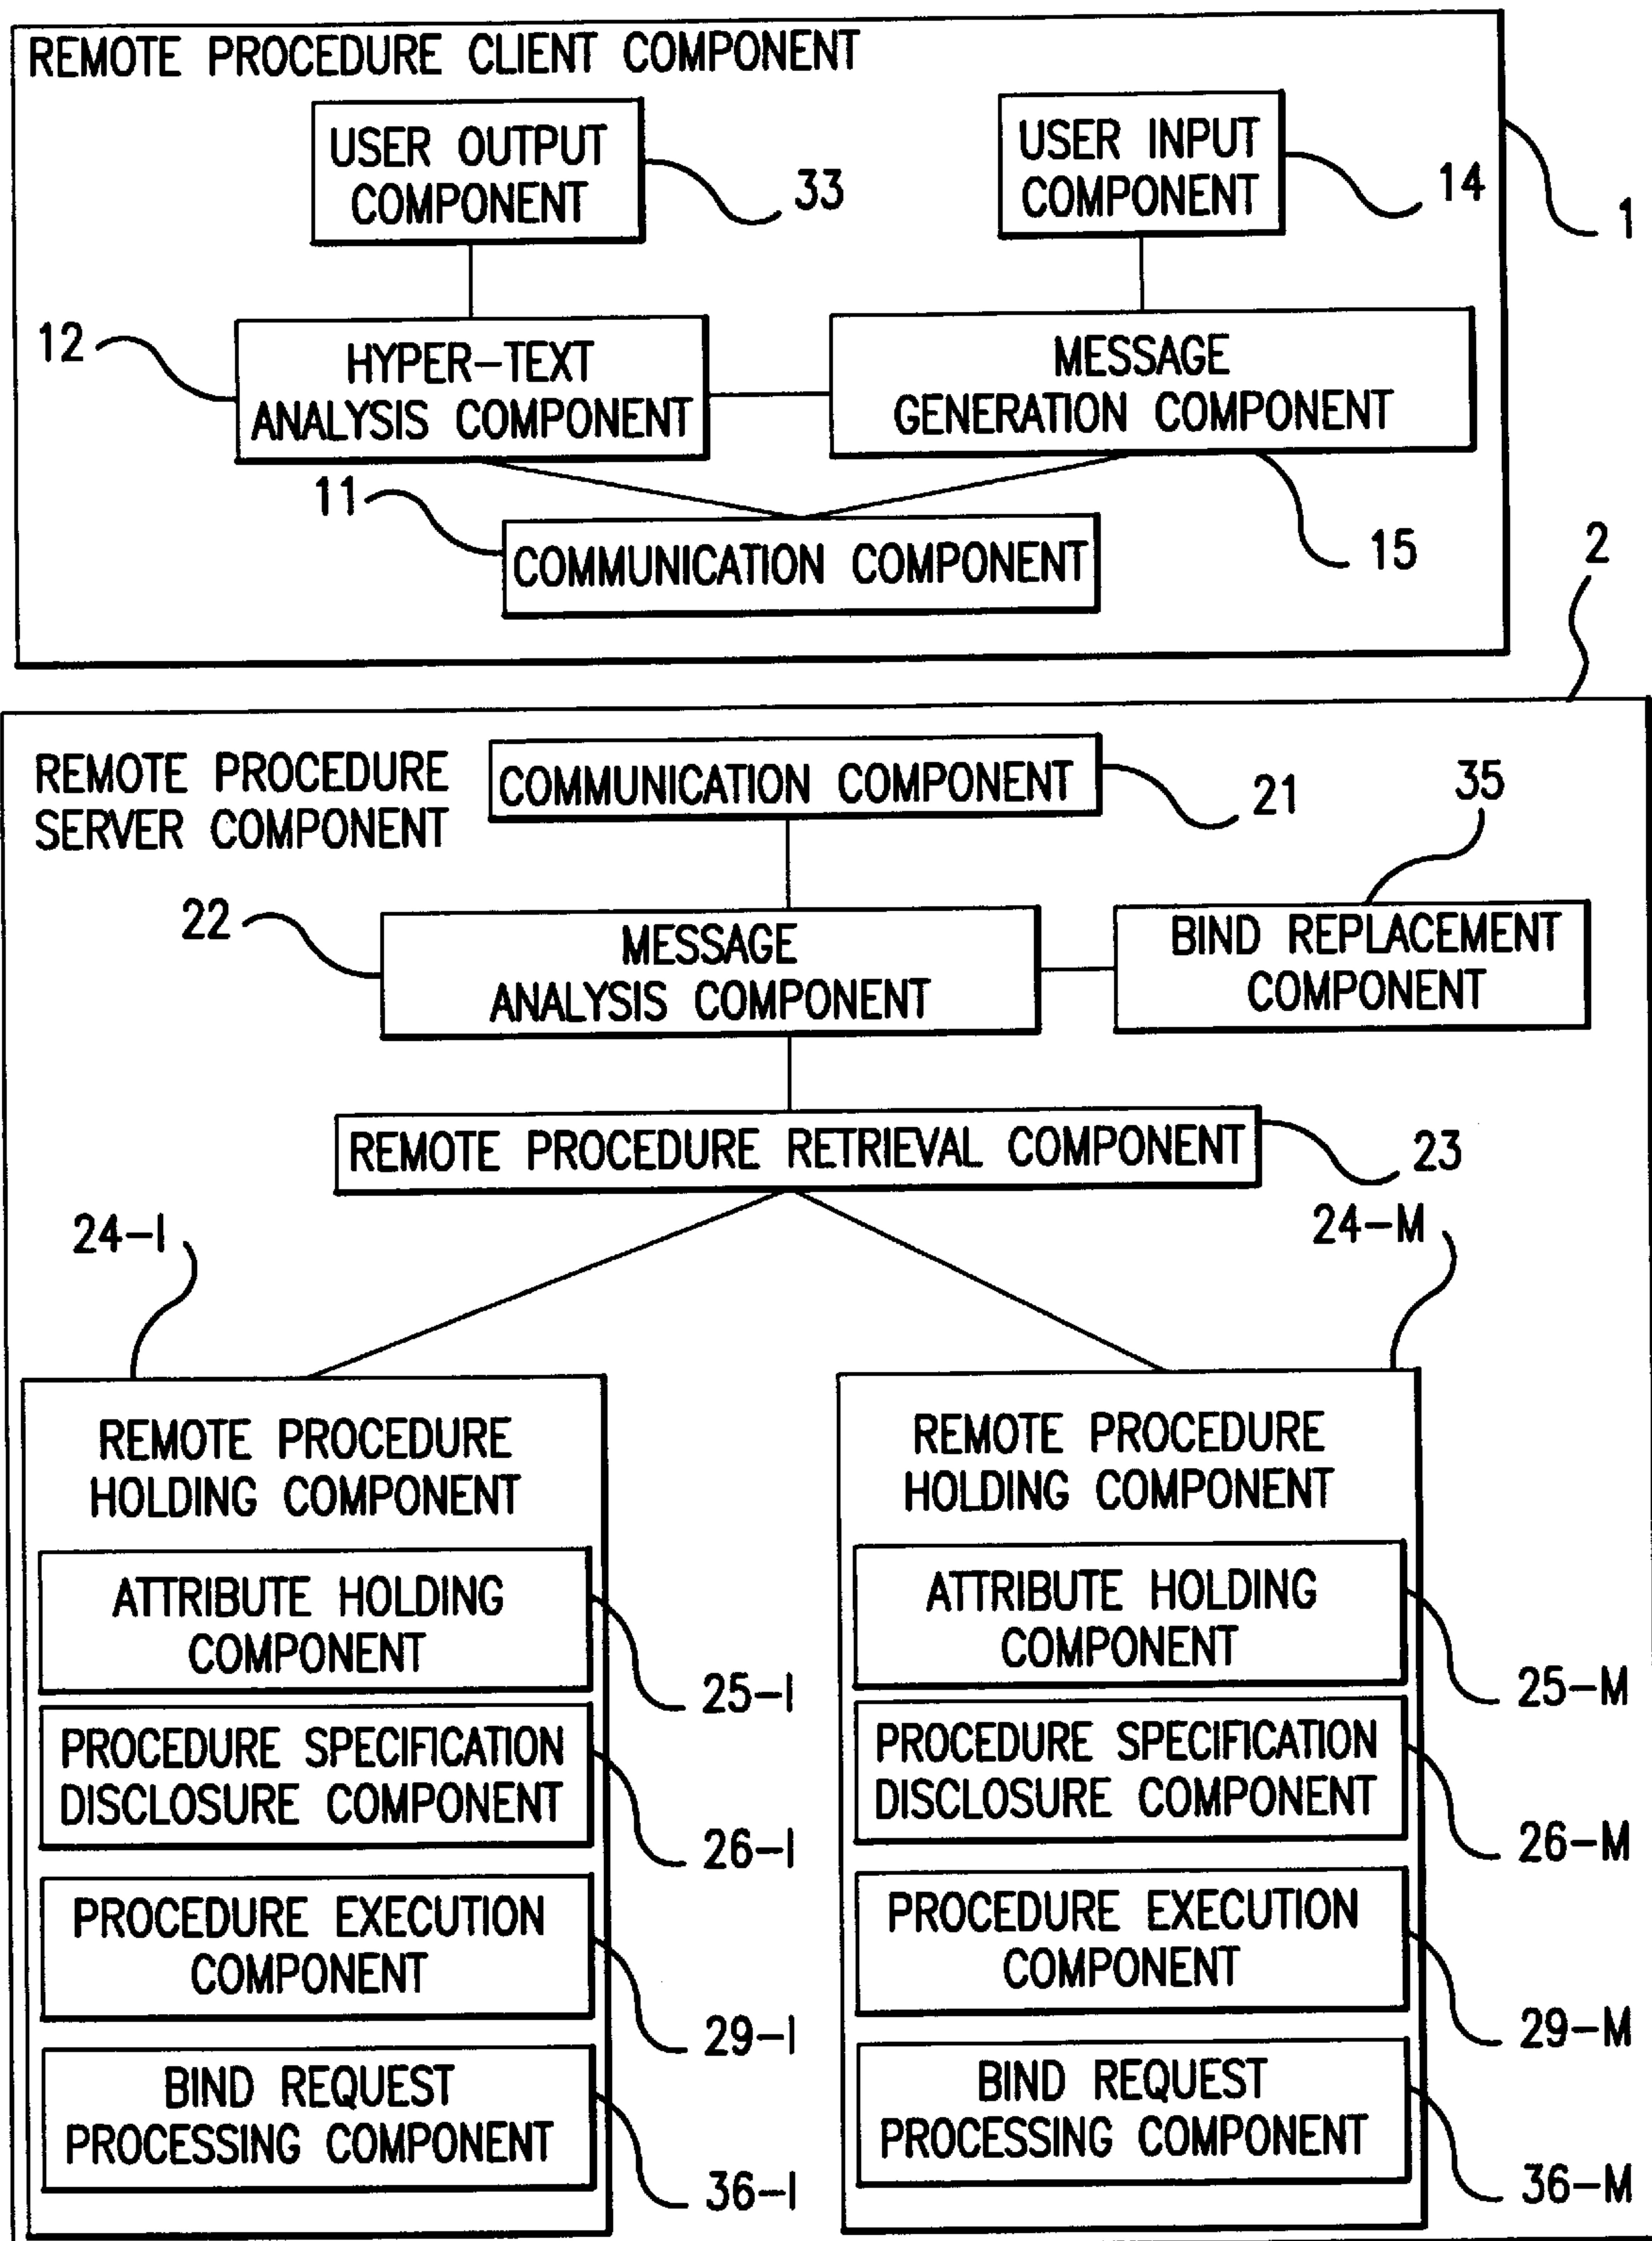 REMOTE PROCEDURE CLIENT COMPONENT
USER OUTPUT
COMPONENT
33
USER INPUT
COMPONENT
14
1
12
HYPER-TEXT
ANALYSIS COMPONENT
MESSAGE
GENERATION COMPONENT
11
COMMUNICATION COMPONENT
15
2
REMOTE PROCEDURE
SERVER COMPONENT
COMMUNICATION COMPONENT
21
35
22
MESSAGE
ANALYSIS COMPONENT
BIND REPLACEMENT
COMPONENT
REMOTE PROCEDURE RETRIEVAL COMPONENT
23
24-I
24-M
REMOTE PROCEDURE
HOLDING COMPONENT
ATTRIBUTE HOLDING
COMPONENT
25-I
PROCEDURE SPECIFICATION
DISCLOSURE COMPONENT
26-I
PROCEDURE EXECUTION
COMPONENT
29-I
BIND REQUEST
PROCESSING COMPONENT
36-I
REMOTE PROCEDURE
HOLDING COMPONENT
ATTRIBUTE HOLDING
COMPONENT
25-M
PROCEDURE SPECIFICATION
DISCLOSURE COMPONENT
26-M
PROCEDURE EXECUTION
COMPONENT
29-M
BIND REQUEST
PROCESSING COMPONENT
36-M